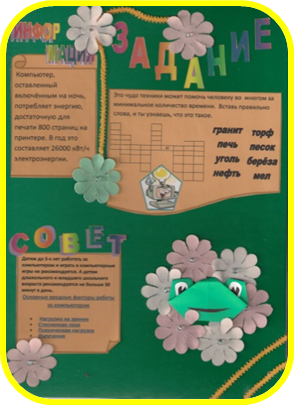 ИНФОР
МАЦИЯ
Компьютер,
оставленный
включённым на ночь,
потребляет энергию,
достаточную для
печати 800 страниц на
принтере. В год это
составляет 26000 кВт/ч
электроэнергии.
ЗАДАНИЕ
Это чудо техники может помочь человеку во многом за
минимальное количество времени. Вставь правильно
слова, и ты узнаешь, что это такое.
гранит торф
печь песок
уголь берёза
нефть мел
СОВЕТ
Детям до 5-х лет работать за
компьютером и играть в компьютерные
игры не рекомендуется. А детям
дошкольного и младшего школьного
возраста рекомендуется не больше 30
минут в день.
Основные вредные факторы работы
за компьютером:
Нагрузка на зрение
Стеснённая поза
Психическая нагрузка
Излучение